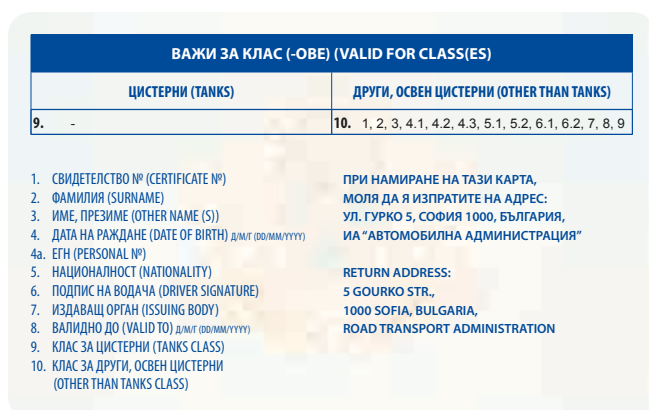 ВАЖИ ЗА КЛАС (-ОВЕ) (VALID FOR CLASS(ES)
ЦИСТЕРНИ (TANKS)
ДРУГИ, ОСВЕН ЦИСТЕРНИ (OTHER THAN TANKS)
9. -
10. 1, 2, 3, 4.1, 4.2, 4.3, 5.1, 5.2, 6.1, 6.2, 7, 8, 9
1. СВИДЕТЕЛСТВО № (CERTIFICATE №)
2. ФАМИЛИЯ (SURNAME)
3. ИМЕ, ПРЕЗИМЕ (OTHER NAME (S))
4. ДАТА НА РАЖДАНЕ (DATE OF BIRTH) Д/М/Г (DD/MM/YYYY)
4а. ЕГН (PERSONAL №)
5. НАЦИОНАЛНОСТ (NATIONALITY)
6. ПОДПИС НА ВОДАЧА (DRIVER SIGNATURE)
7. ИЗДАВАЩ ОРГАН (ISSUING BODY)
8. ВАЛИДНО ДО (VALID TO) Д/М/Г (DD/MM/YYYY)
9. КЛАС ЗА ЦИСТЕРНИ (TANKS CLASS)
10. КЛАС ЗА ДРУГИ, ОСВЕН ЦИСТЕРНИ
(OTHER THAN TANKS CLASS)
ПРИ НАМИРАНЕ НА ТАЗИ КАРТА,
МОЛЯ ДА Я ИЗПРАТИТЕ НА АДРЕС:
УЛ. ГУРКО 5, СОФИЯ 1000, БЪЛГАРИЯ,
ИА “АВТОМОБИЛНА АДМИНИСТРАЦИЯ”
RETURN ADDRESS:
5 GOURKO STR.,
1000 SOFIA, BULGARIA,
ROAD TRANSPORT ADMINISTRATION